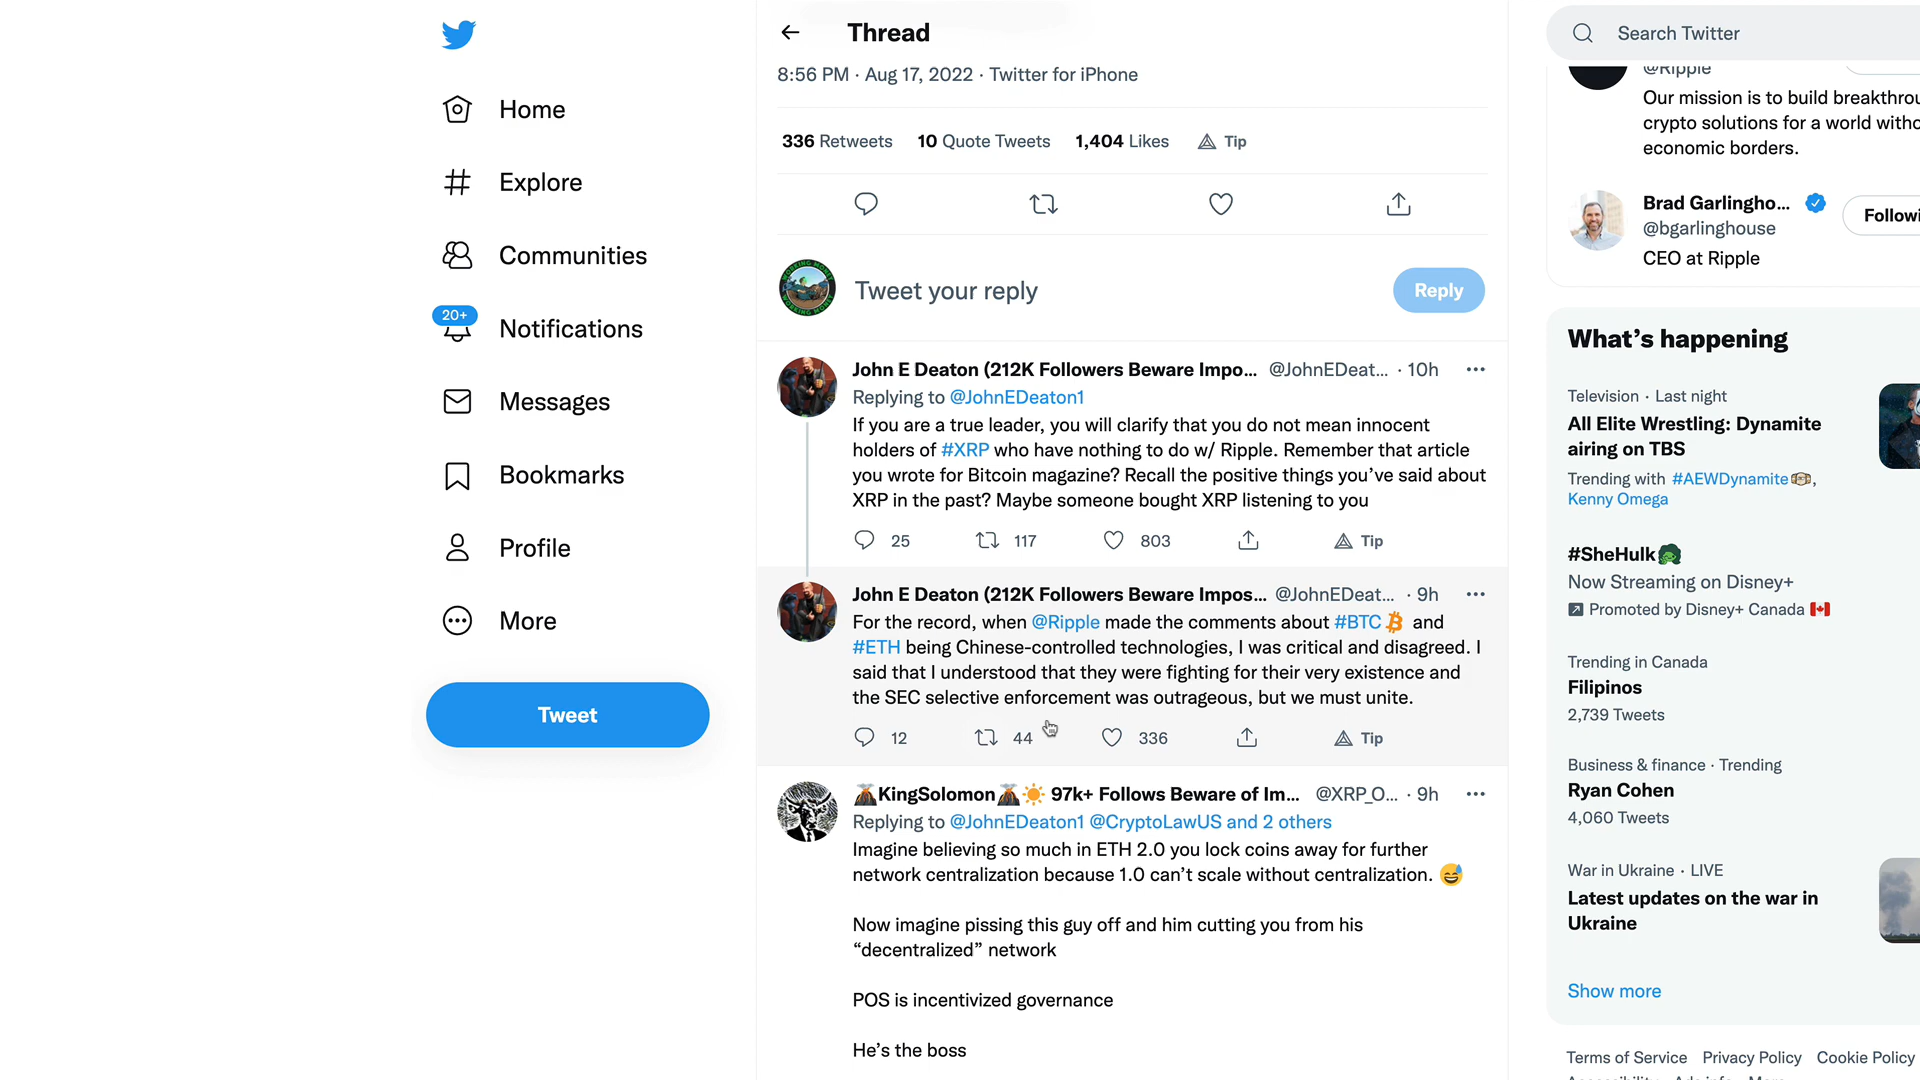 Home
Explore
Communities
20+
Notifications
Messages
Bookmarks
Profile
More
Tweet
Thread
8:56 PM · Aug 17, 2022 · Twitter for iPhone
336 Retweets 10 Quote Tweets 1,404 Likes Tip
Tweet your reply
Reply
John E Deaton (212K Followers Beware Impo... @JohnEDeat... · 10h
Replying to @JohnEDeaton1
If you are a true leader, you will clarify that you do not mean innocent
holders of #XRP who have nothing to do w/ Ripple. Remember that article
you wrote for Bitcoin magazine? Recall the positive things you’ve said about
XRP in the past? Maybe someone bought XRP listening to you
25 117 803 Tip
John E Deaton (212K Followers Beware Impos... @JohnEDeat... · 9h
For the record, when @Ripple made the comments about #BTC and
#ETH being Chinese-controlled technologies, I was critical and disagreed. I
said that I understood that they were fighting for their very existence and
the SEC selective enforcement was outrageous, but we must unite.
12 44 336 Tip
🌋KingSolomon🌋☀️ 97k+ Follows Beware of Im... @XRP_O... · 9h
Replying to @JohnEDeaton1 @CryptoLawUS and 2 others
Imagine believing so much in ETH 2.0 you lock coins away for further
network centralization because 1.0 can’t scale without centralization. 😅
Now imagine pissing this guy off and him cutting you from his
“decentralized” network
POS is incentivized governance
He’s the boss
Search Twitter
@Ripple
Our mission is to build breakthrou
crypto solutions for a world witho
economic borders.
Brad Garlingho...
@bgarlinghouse
CEO at Ripple
Followi
What’s happening
Television · Last night
All Elite Wrestling: Dynamite
airing on TBS
Trending with #AEWDynamite,
Kenny Omega
#SheHulk
Now Streaming on Disney+
Promoted by Disney+ Canada 🇨🇦
Trending in Canada
Filipinos
2,739 Tweets
Business & finance · Trending
Ryan Cohen
4,060 Tweets
War in Ukraine · LIVE
Latest updates on the war in
Ukraine
Show more
Terms of Service Privacy Policy Cookie Policy